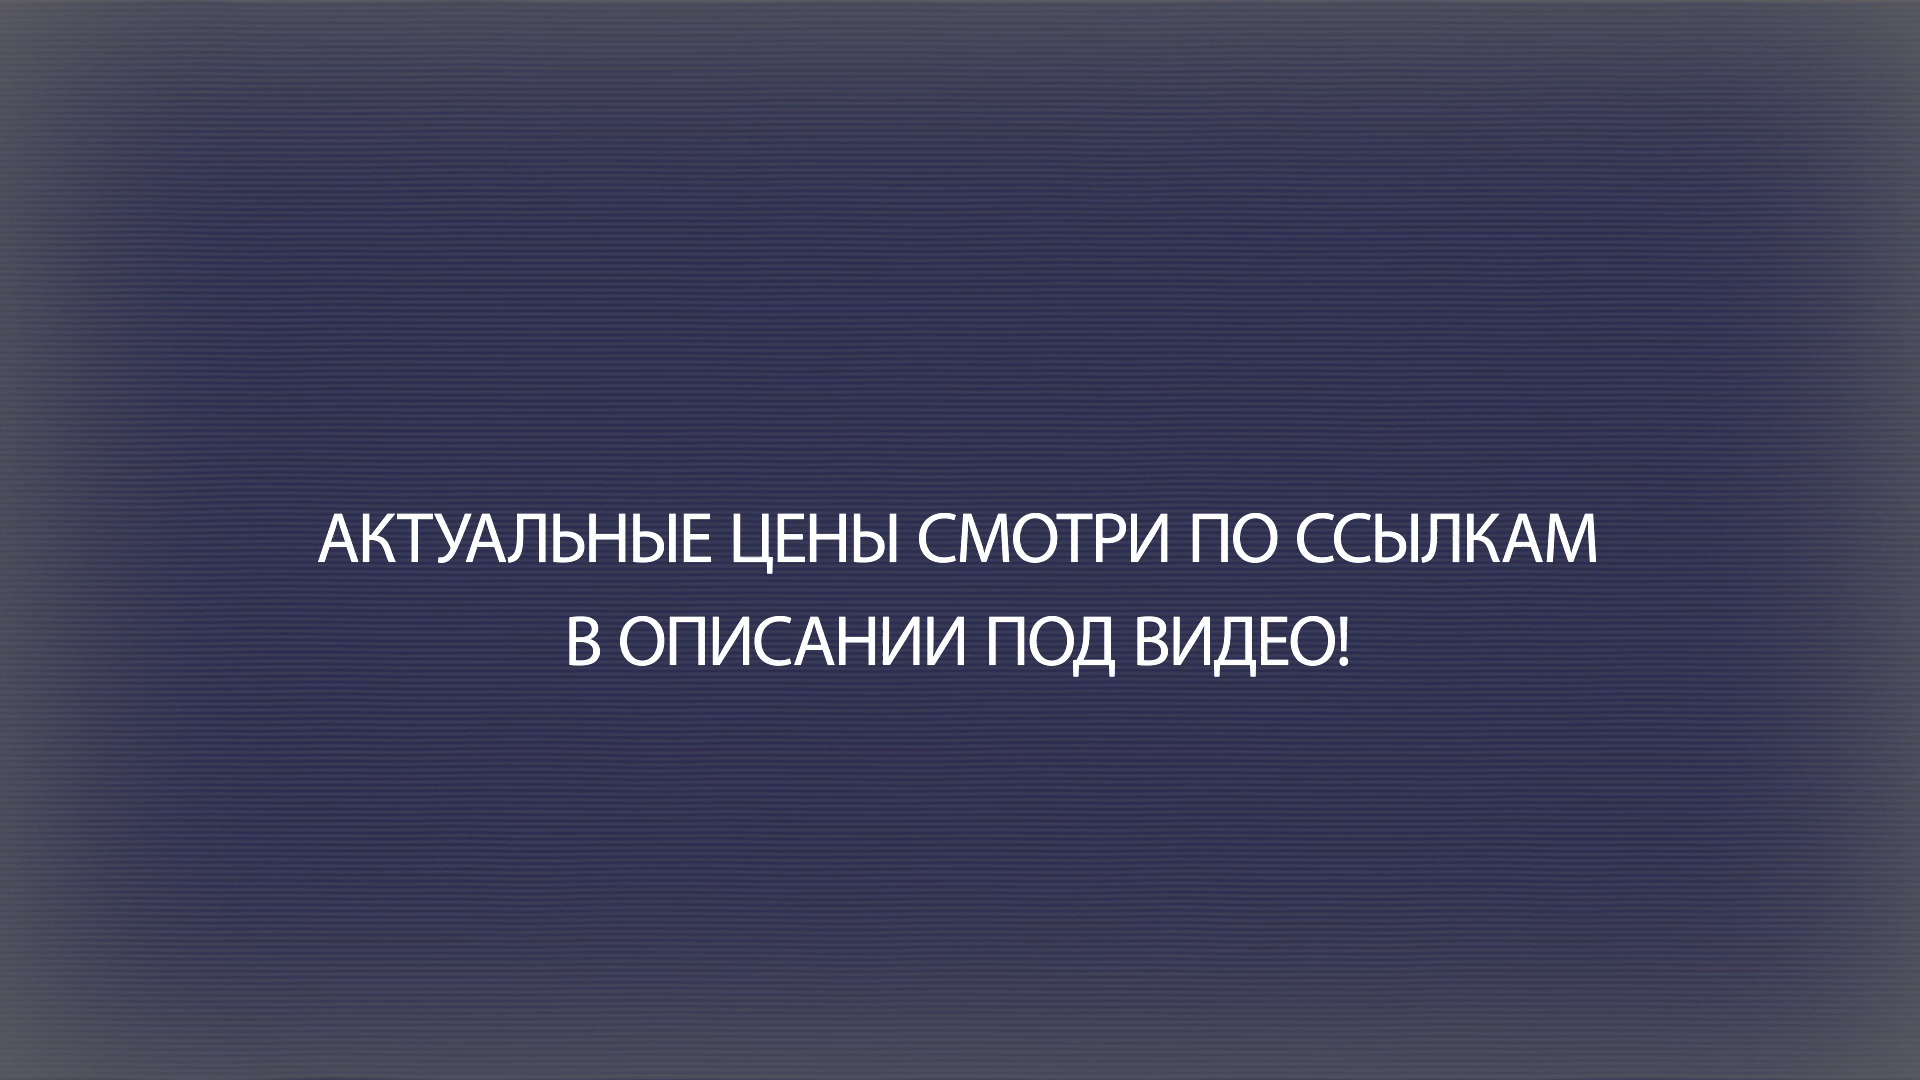 АКТУАЛЬНЫЕ ЦЕНЫ СМОТРИ ПО ССЫЛКАМ
В ОПИСАНИИ ПОД ВИДЕО!